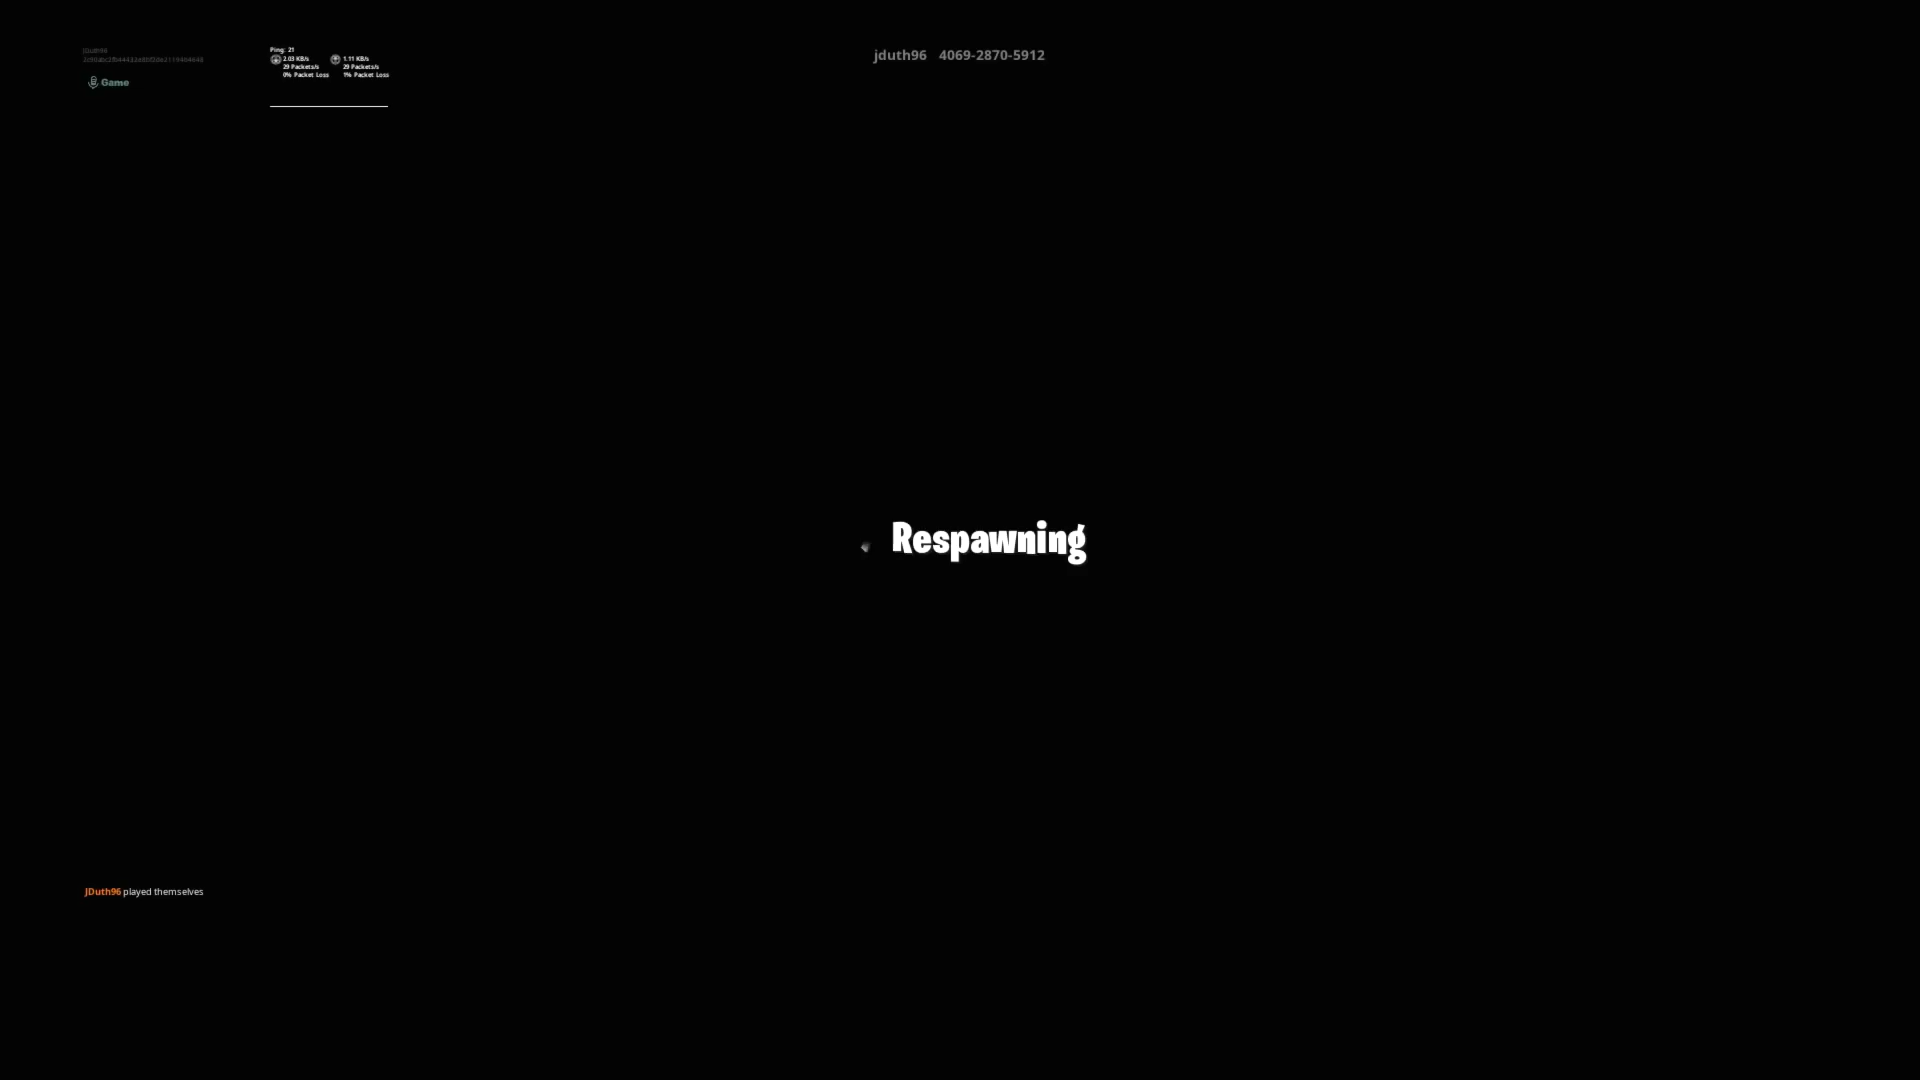 JDuth96
Ping: 21
2.03 KB/s 1.11 KB/s
29 Packets/s 29 Packets/s
0% Packet Loss 1% Packet Loss
Game
jduth96 4069-2870-5912
Respawning
JDuth96 played themselves